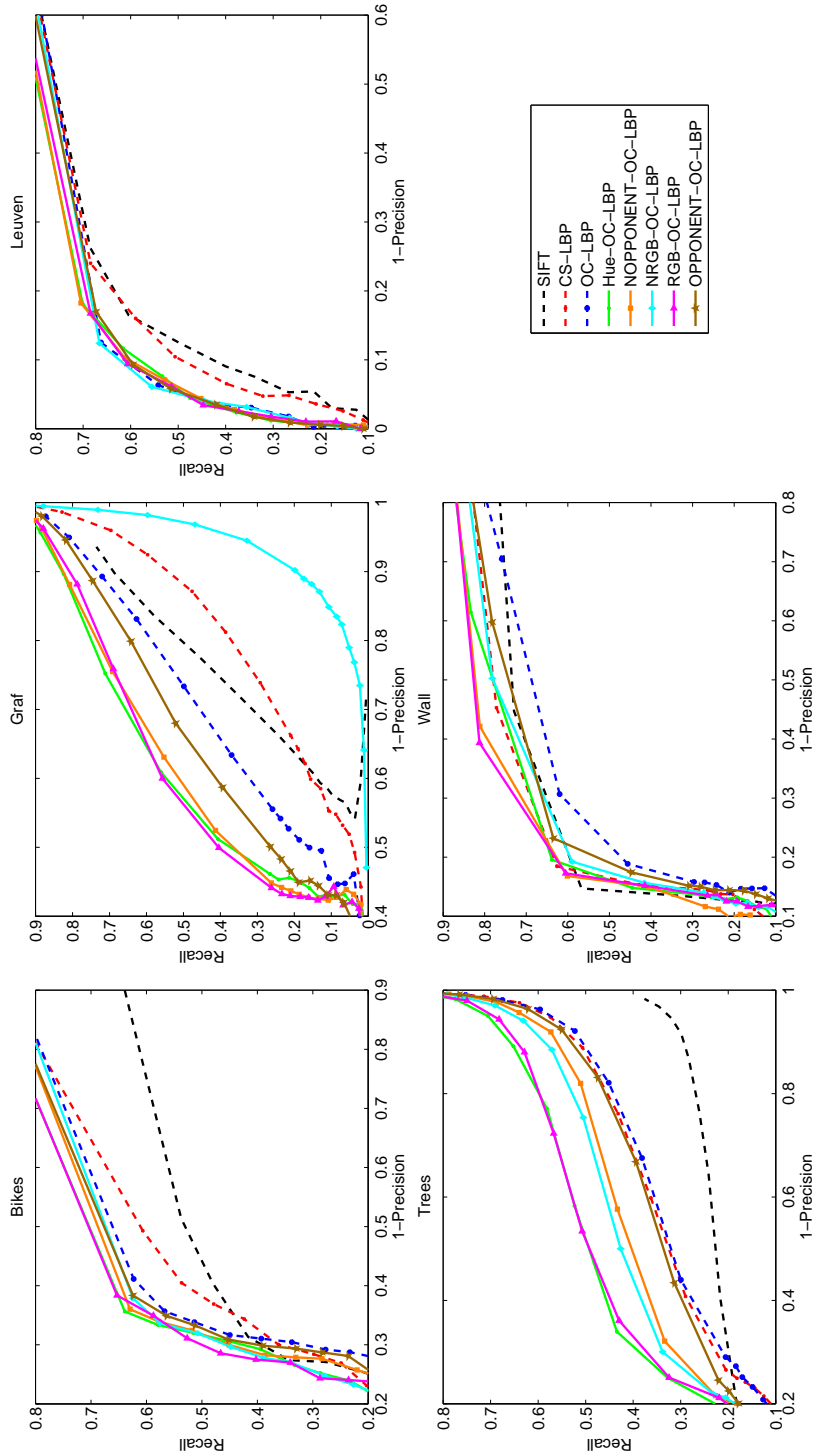 Bikes
0.8
0.7
0.6
0.5
0.4
0.3
0.2
Recall
0.2 0.3 0.4 0.5 0.6 0.7 0.8 0.9
1−Precision
Graf
0.9
0.8
0.7
0.6
0.5
0.4
0.3
0.2
0.1
0
Recall
0.4 0.5 0.6 0.7 0.8 0.9 1
1−Precision
Leuven
0.8
0.7
0.6
0.5
0.4
0.3
0.2
0.1
Recall
0 0.1 0.2 0.3 0.4 0.5 0.6
1−Precision
Trees
0.8
0.7
0.6
0.5
0.4
0.3
0.2
0.1
Recall
0.2 0.4 0.6 0.8 1
1−Precision
Wall
0.9
0.8
0.7
0.6
0.5
0.4
0.3
0.2
0.1
Recall
0.1 0.2 0.3 0.4 0.5 0.6 0.7 0.8
1−Precision
SIFT
CS−LBP
OC−LBP
Hue−OC−LBP
NOPPONENT−OC−LBP
NRGB−OC−LBP
RGB−OC−LBP
OPPONENT−OC−LBP